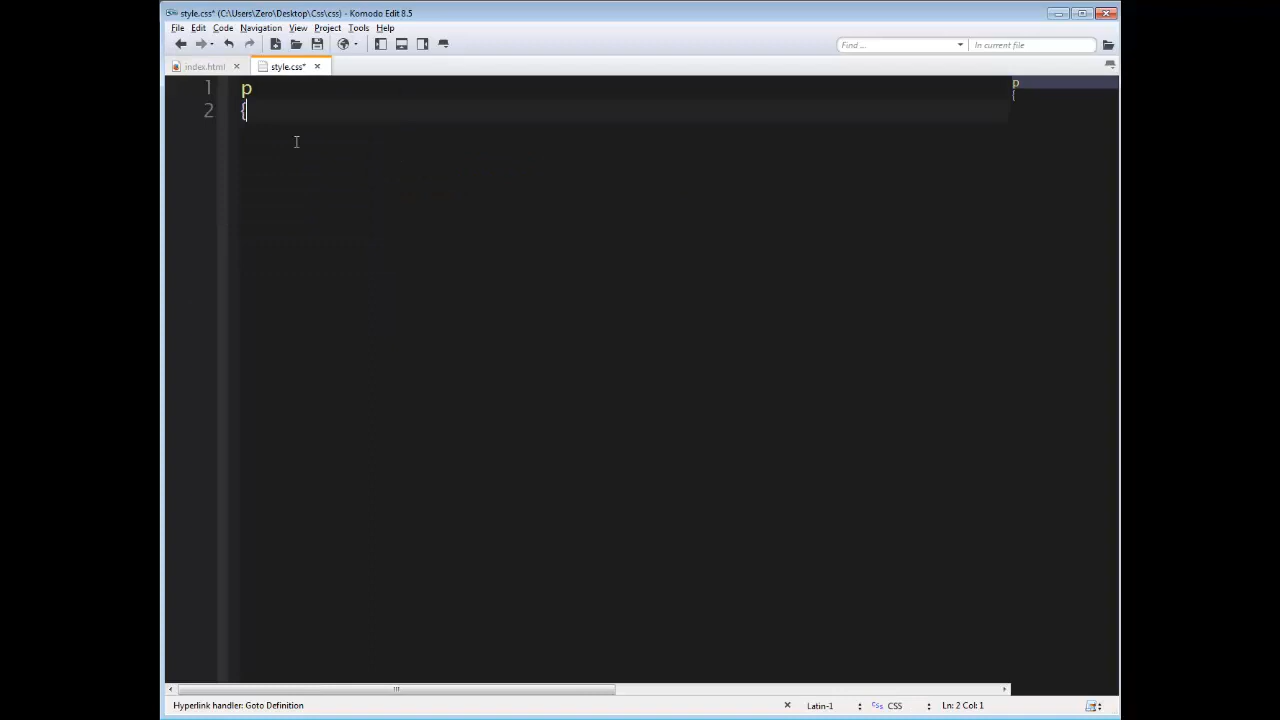 style.css* (C:\Users\Zero\Desktop\Css\css) - Komodo Edit 8.5
File Edit Code Navigation View Project Tools Help
Find ... In current file
index.html style.css*
1 p
2 {
p
{
Hyperlink handler: Goto Definition Latin-1 CSS Ln: 2 Col: 1